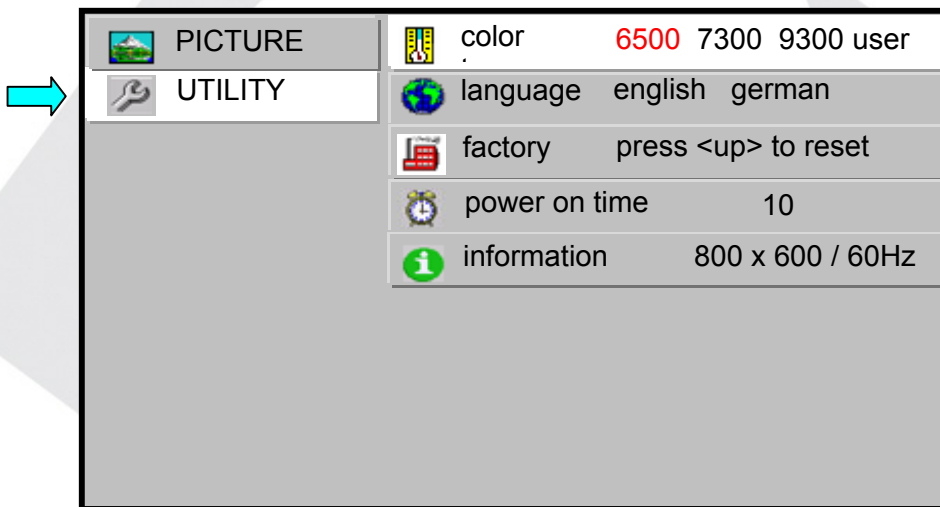 PICTURE
UTILITY
color 6500 7300 9300 user
language english german
factory press <up> to reset
power on time 10
information 800 x 600 / 60Hz